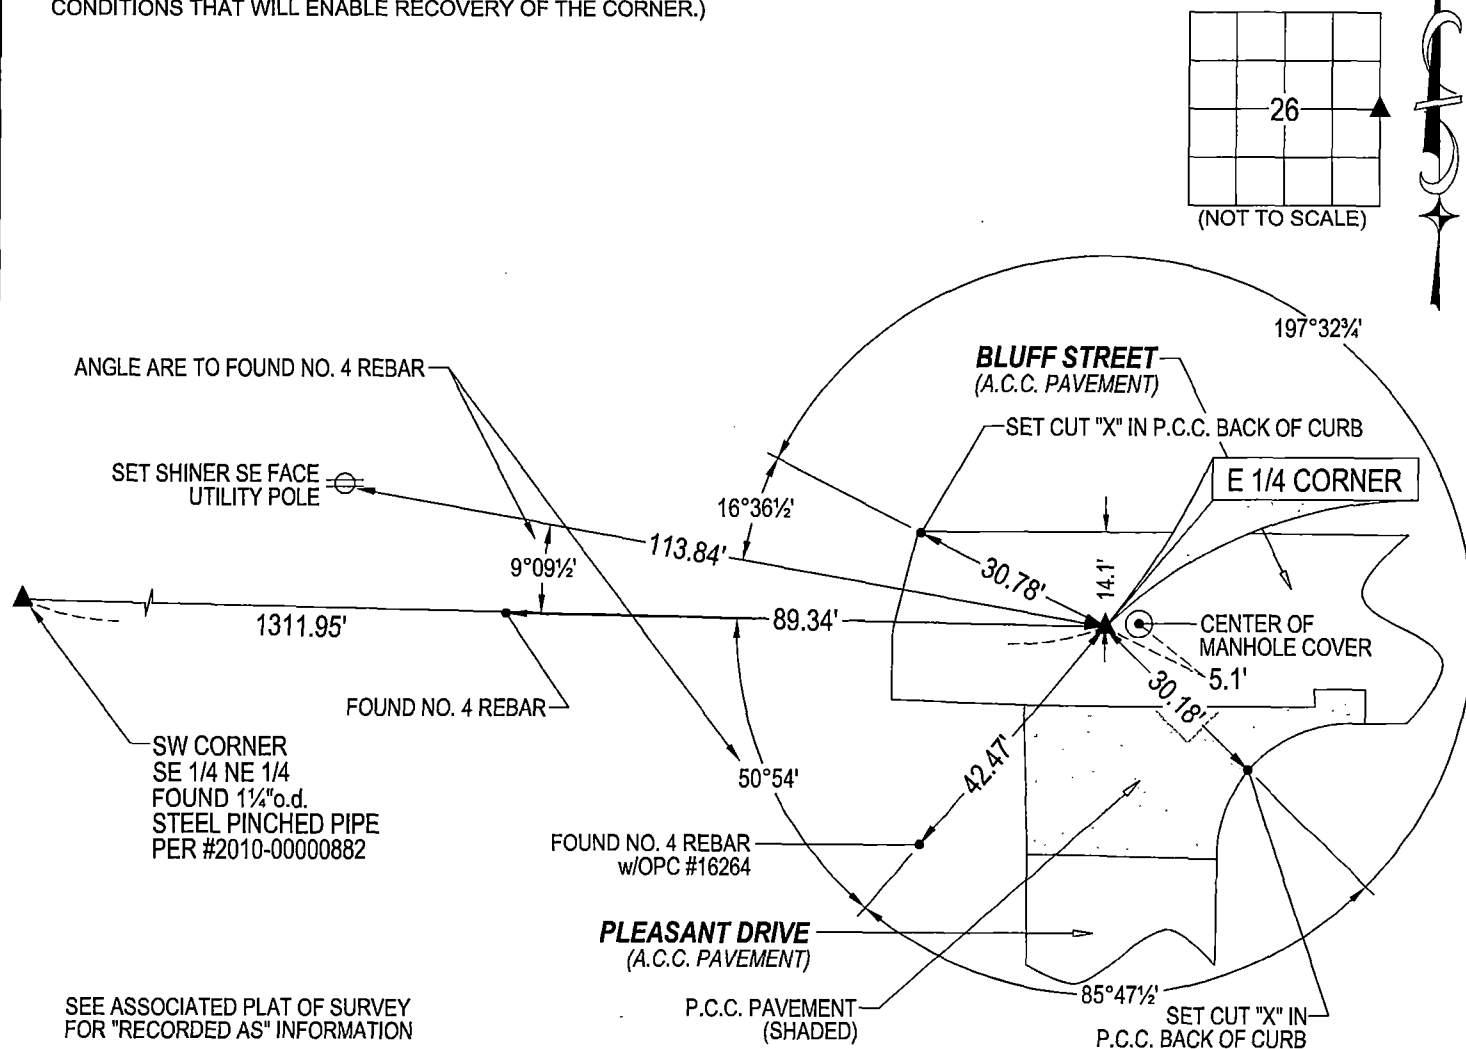 CONDITIONS THAT WILL ENABLE RECOVERY OF THE CORNER.)
26
(NOT TO SCALE)
197°32¾'
ANGLE ARE TO FOUND NO. 4 REBAR
BLUFF STREET
(A.C.C. PAVEMENT)
SET CUT "X" IN P.C.C. BACK OF CURB
SET SHINER SE FACE
UTILITY POLE
E 1/4 CORNER
16°36½'
113.84'
9°09½'
30.78'
14.1'
1311.95'
89.34'
CENTER OF
MANHOLE COVER
5.1'
30.18'
FOUND NO. 4 REBAR
SW CORNER
SE 1/4 NE 1/4
FOUND 1¼"o.d.
STEEL PINCHED PIPE
PER #2010-00000882
42.47'
50°54'
FOUND NO. 4 REBAR
w/OPC #16264
PLEASANT DRIVE
(A.C.C. PAVEMENT)
85°47½'
SEE ASSOCIATED PLAT OF SURVEY
FOR "RECORDED AS" INFORMATION
P.C.C. PAVEMENT
(SHADED)
SET CUT "X" IN
P.C.C. BACK OF CURB